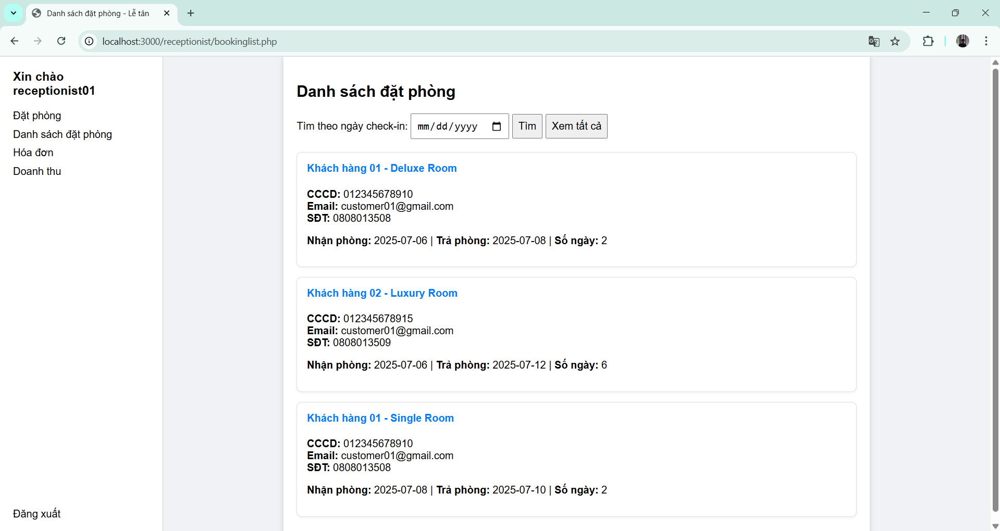 Danh sách đặt phòng - Lễ tân
localhost:3000/receptionist/bookinglist.php
Xin chào
receptionist01
Đặt phòng
Danh sách đặt phòng
Hóa đơn
Doanh thu
Đăng xuất
Danh sách đặt phòng
Tìm theo ngày check-in: mm/dd/yyyy Tìm Xem tất cả
Khách hàng 01 - Deluxe Room
CCCD: 012345678910
Email: customer01@gmail.com
SĐT: 0808013508
Nhận phòng: 2025-07-06 | Trả phòng: 2025-07-08 | Số ngày: 2
Khách hàng 02 - Luxury Room
CCCD: 012345678915
Email: customer01@gmail.com
SĐT: 0808013509
Nhận phòng: 2025-07-06 | Trả phòng: 2025-07-12 | Số ngày: 6
Khách hàng 01 - Single Room
CCCD: 012345678910
Email: customer01@gmail.com
SĐT: 0808013508
Nhận phòng: 2025-07-08 | Trả phòng: 2025-07-10 | Số ngày: 2